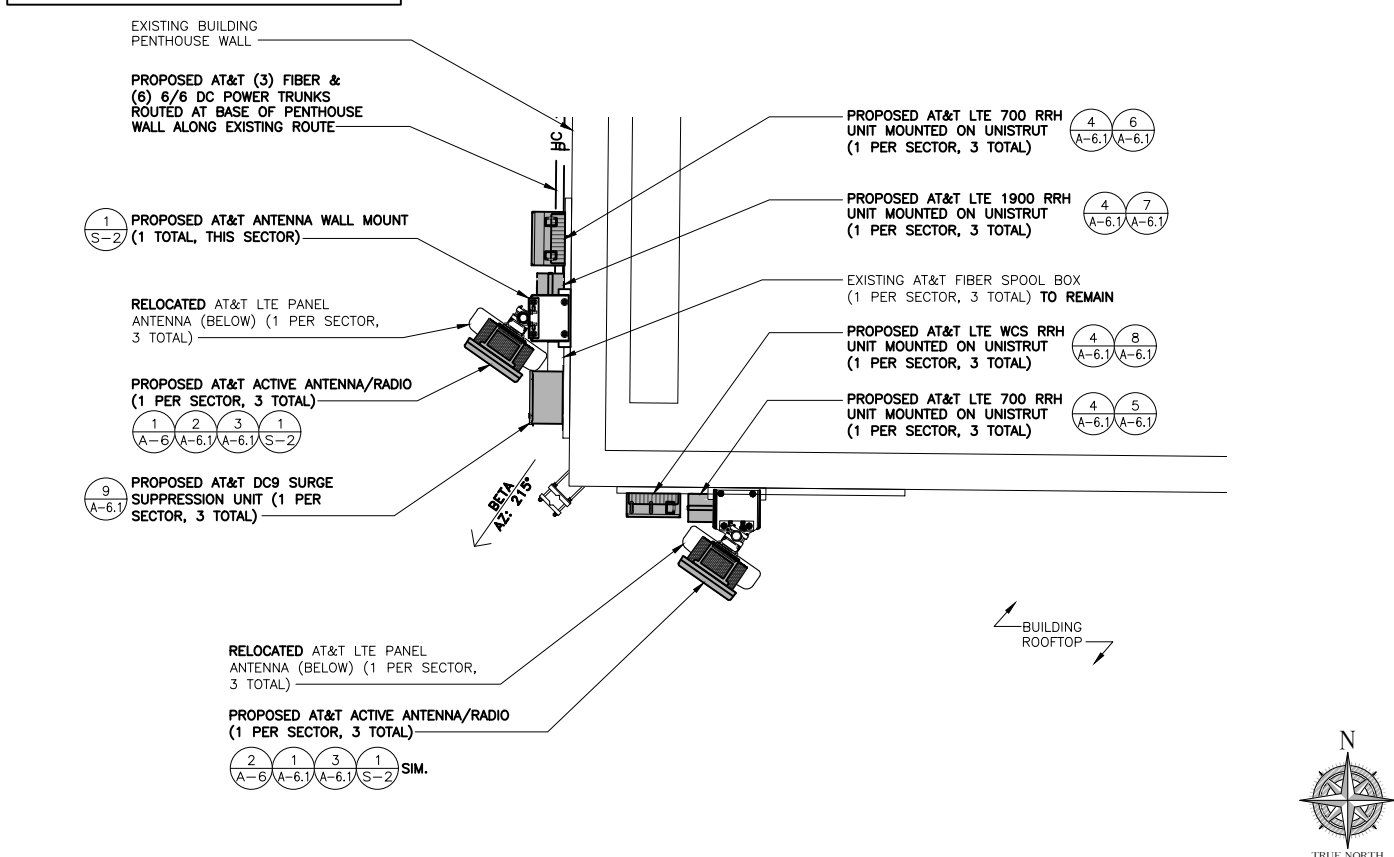 EXISTING BUILDING
PENTHOUSE WALL
PROPOSED AT&T (3) FIBER &
(6) 6/6 DC POWER TRUNKS
ROUTED AT BASE OF PENTHOUSE
WALL ALONG EXISTING ROUTE
1
S-2
PROPOSED AT&T ANTENNA WALL MOUNT
(1 TOTAL, THIS SECTOR)
RELOCATED AT&T LTE PANEL
ANTENNA (BELOW) (1 PER SECTOR,
3 TOTAL)
PROPOSED AT&T ACTIVE ANTENNA/RADIO
(1 PER SECTOR, 3 TOTAL)
1 2 3 1
A-6 A-6.1 A-6.1 S-2
9
A-6.1
PROPOSED AT&T DC9 SURGE
SUPPRESSION UNIT (1 PER
SECTOR, 3 TOTAL)
BETA
AZ: 215°
PROPOSED AT&T LTE 700 RRH
UNIT MOUNTED ON UNISTRUT
(1 PER SECTOR, 3 TOTAL)
4 6
A-6.1 A-6.1
PROPOSED AT&T LTE 1900 RRH
UNIT MOUNTED ON UNISTRUT
(1 PER SECTOR, 3 TOTAL)
4 7
A-6.1 A-6.1
EXISTING AT&T FIBER SPOOL BOX
(1 PER SECTOR, 3 TOTAL) TO REMAIN
PROPOSED AT&T LTE WCS RRH
UNIT MOUNTED ON UNISTRUT
(1 PER SECTOR, 3 TOTAL)
4 8
A-6.1 A-6.1
PROPOSED AT&T LTE 700 RRH
UNIT MOUNTED ON UNISTRUT
(1 PER SECTOR, 3 TOTAL)
4 5
A-6.1 A-6.1
RELOCATED AT&T LTE PANEL
ANTENNA (BELOW) (1 PER SECTOR,
3 TOTAL)
PROPOSED AT&T ACTIVE ANTENNA/RADIO
(1 PER SECTOR, 3 TOTAL)
2 1 3 1
A-6 A-6.1 A-6.1 S-2 SIM.
BUILDING
ROOFTOP
N
TRUE NORTH